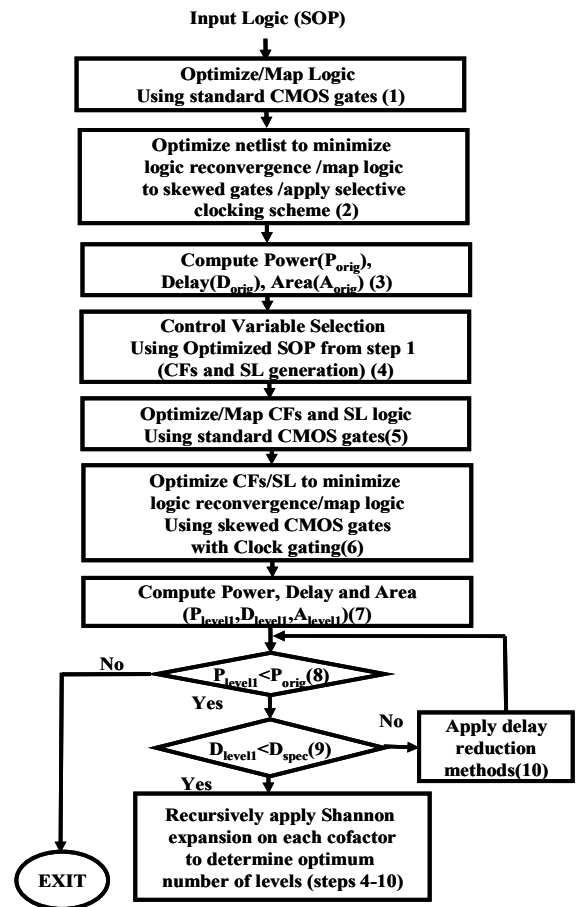 Input Logic (SOP)
Optimize/Map Logic
Using standard CMOS gates (1)
Optimize netlist to minimize
logic reconvergence /map logic
to skewed gates /apply selective
clocking scheme (2)
Compute Power(Porig),
Delay(Dorig), Area(Aorig) (3)
Control Variable Selection
Using Optimized SOP from step 1
(CFs and SL generation) (4)
Optimize/Map CFs and SL logic
Using standard CMOS gates(5)
Optimize CFs/SL to minimize
logic reconvergence/map logic
Using skewed CMOS gates
with Clock gating(6)
Compute Power, Delay and Area
(Plevel1,Dlevel1,Alevel1)(7)
No
Plevel1<Porig(8)
Yes
No
Dlevel1<Dspec(9)
Apply delay
reduction
methods(10)
Yes
Recursively apply Shannon
expansion on each cofactor
to determine optimum
number of levels (steps 4-10)
EXIT